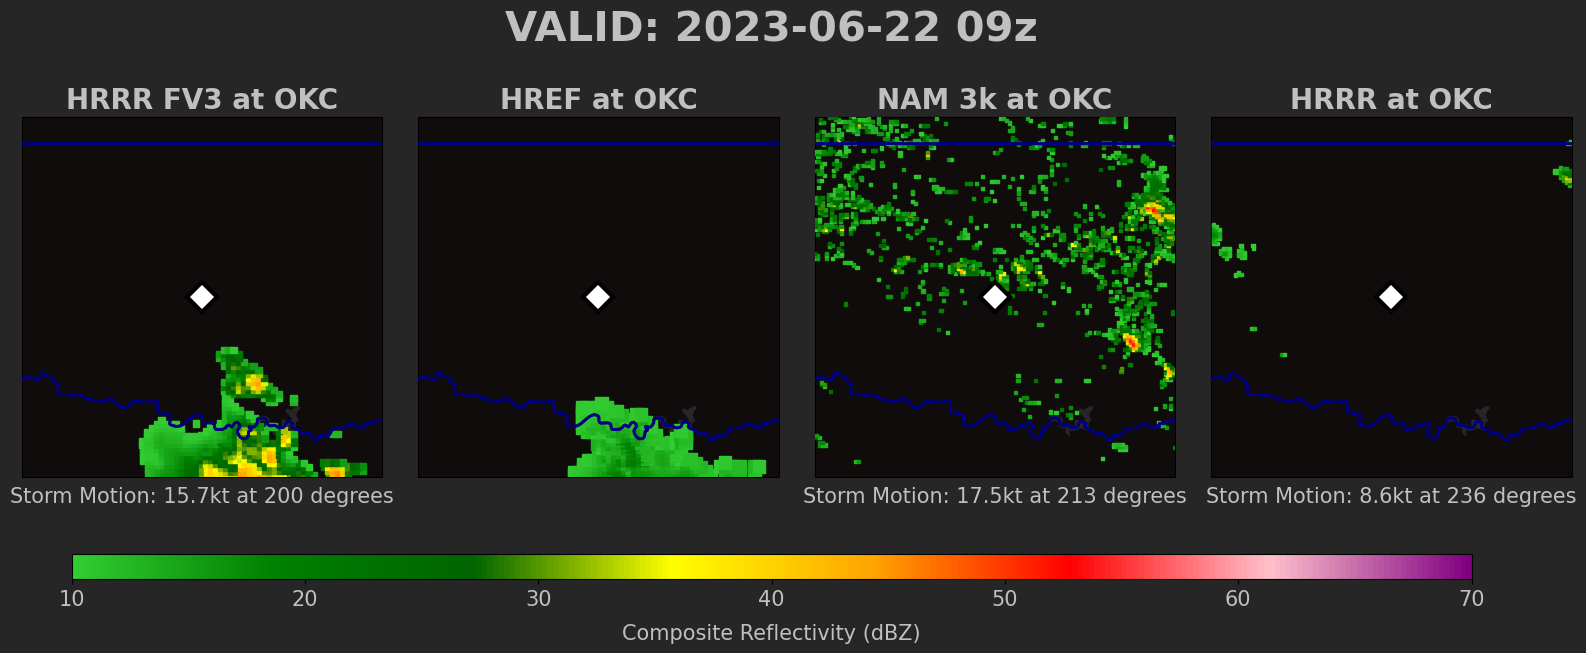 VALID: 2023-06-22 09z
HRRR FV3 at OKC
HREF at OKC
NAM 3k at OKC
HRRR at OKC
Storm Motion: 15.7kt at 200 degrees
Storm Motion: 17.5kt at 213 degrees
Storm Motion: 8.6kt at 236 degrees
10 20 30 40 50 60 70
Composite Reflectivity (dBZ)